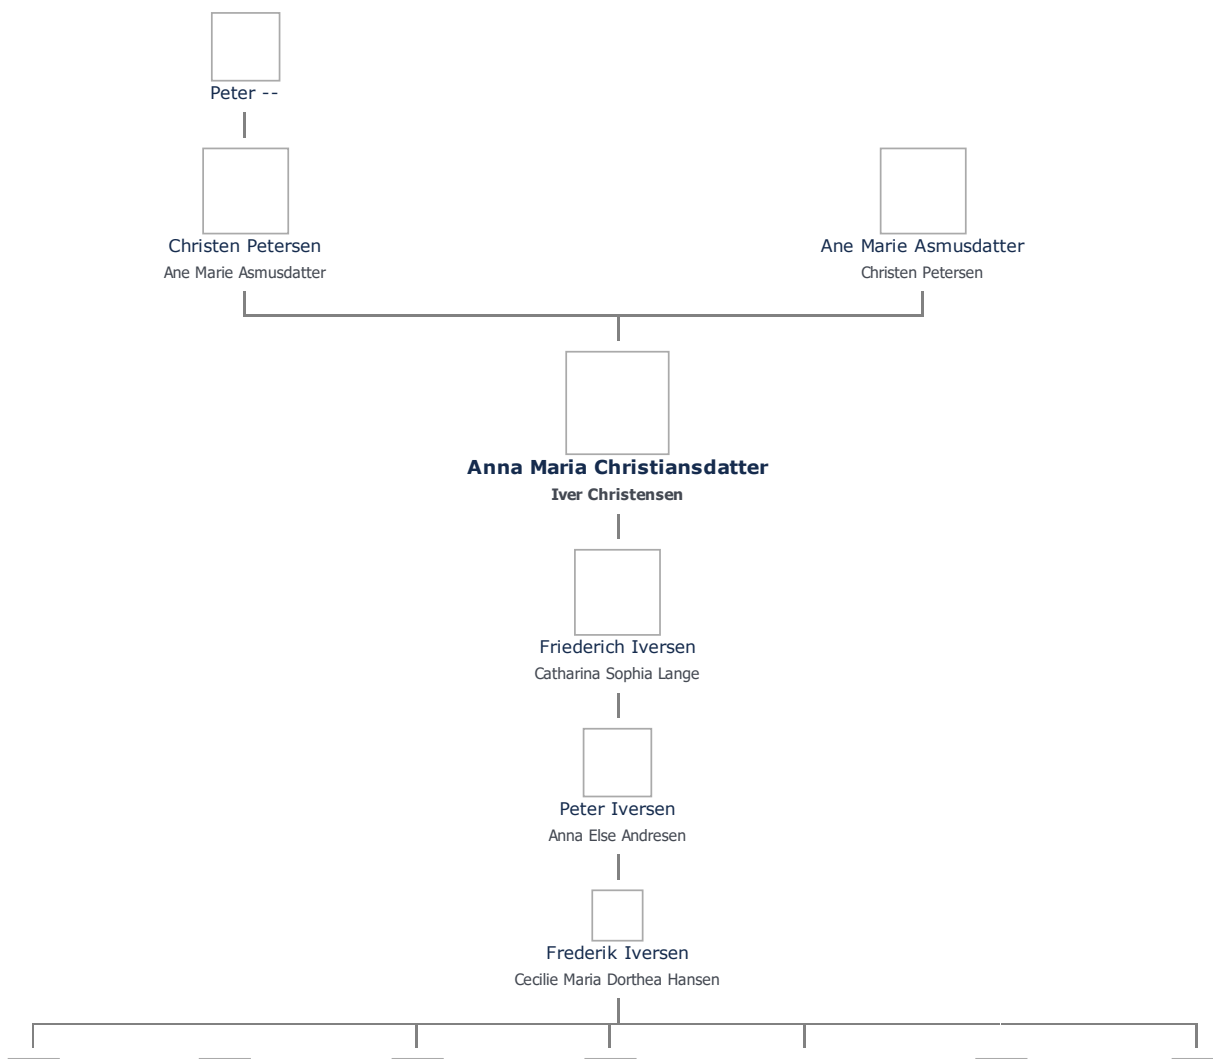 Peter --
Christen Petersen
Ane Marie Asmusdatter
Ane Marie Asmusdatter
Christen Petersen
Anna Maria Christiansdatter
Iver Christensen
Friederich Iversen
Catharina Sophia Lange
Peter Iversen
Anna Else Andresen
Frederik Iversen
Cecilie Maria Dorthea Hansen